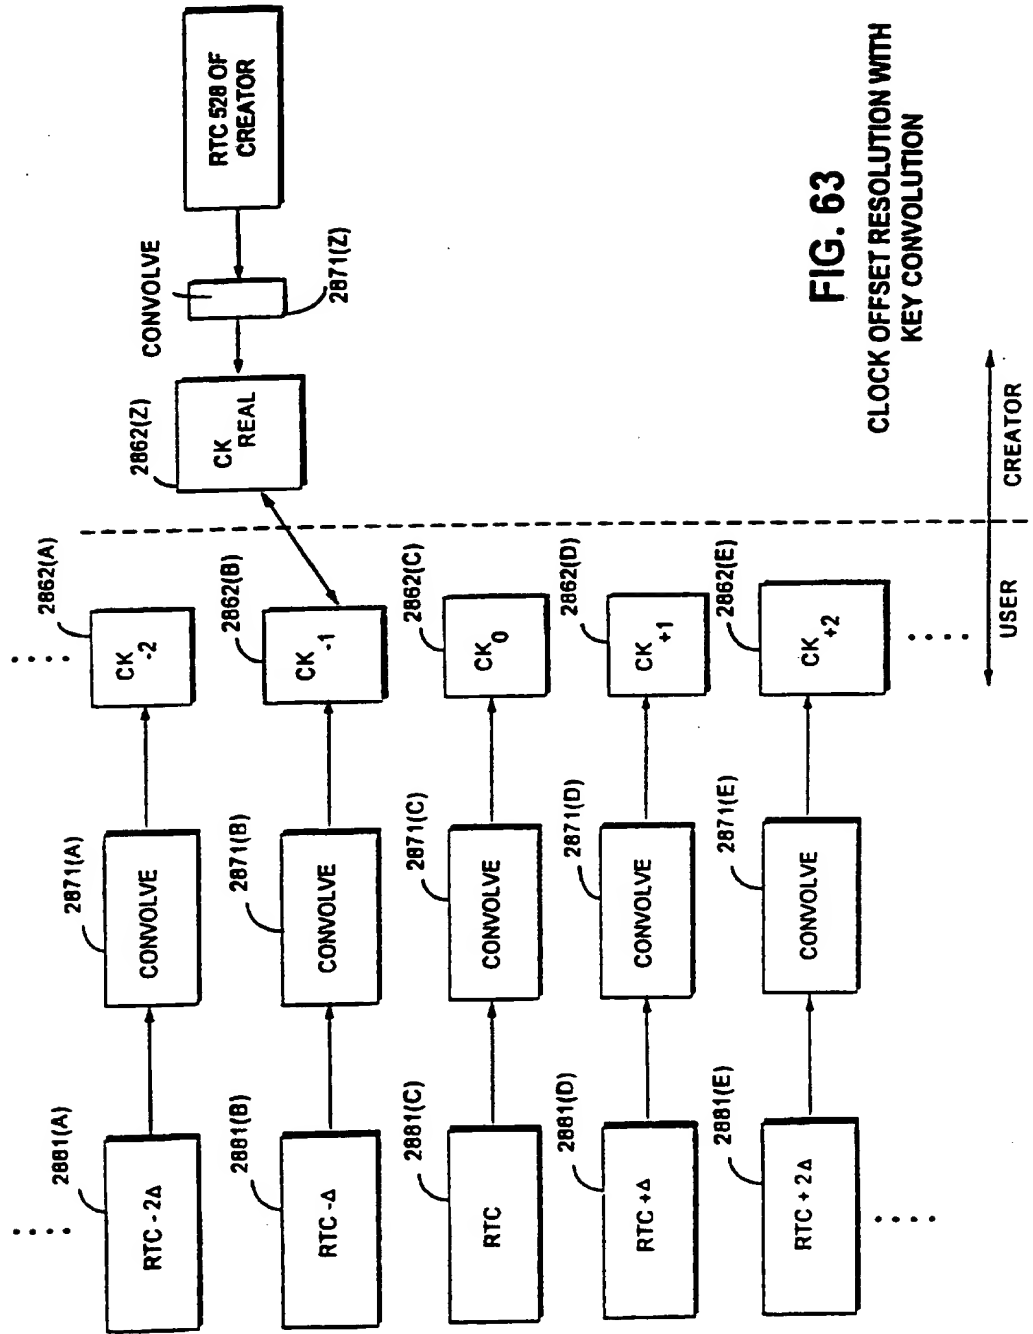 2881(A)
RTC - 2Δ
2871(A)
CONVOLVE
2862(A)
CK -2
2881(B)
RTC - Δ
2871(B)
CONVOLVE
2862(B)
CK -1
2881(C)
RTC
2871(C)
CONVOLVE
2862(C)
CK 0
2881(D)
RTC + Δ
2871(D)
CONVOLVE
2862(D)
CK +1
2881(E)
RTC + 2Δ
2871(E)
CONVOLVE
2862(E)
CK +2
2862(Z)
CK REAL
CONVOLVE
2871(Z)
RTC 528 OF
CREATOR
USER
CREATOR
FIG. 63
CLOCK OFFSET RESOLUTION WITH
KEY CONVOLUTION